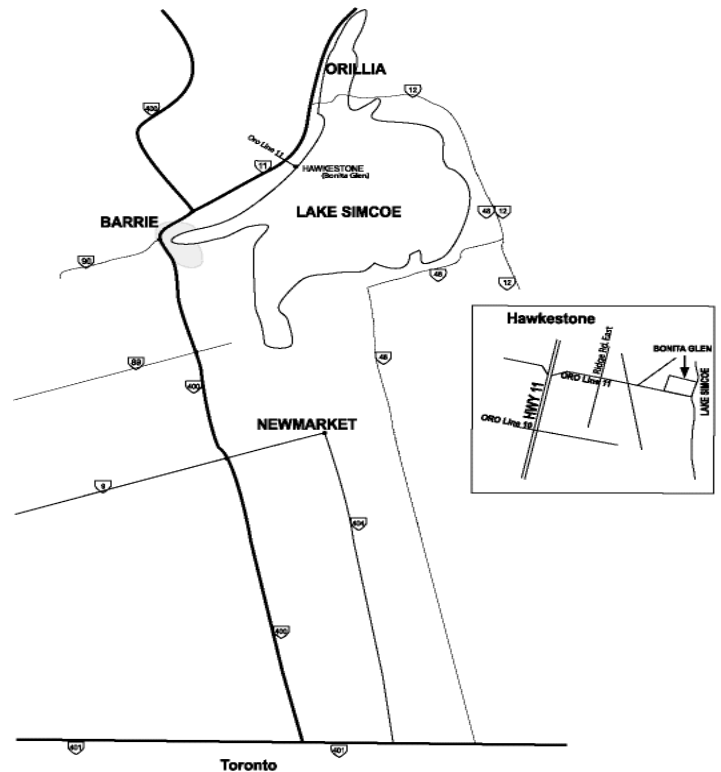 ORILLIA
12
400
Oro Line 11
11
HAWKESTONE
(Bonita Glen)
LAKE SIMCOE
48
12
BARRIE
90
48
12
Hawkestone
BONITA GLEN
Ridge Rd. East
ORO Line 11
HWY 11
LAKE SIMCOE
ORO Line 10
89
48
400
NEWMARKET
9
404
400
401
401
Toronto